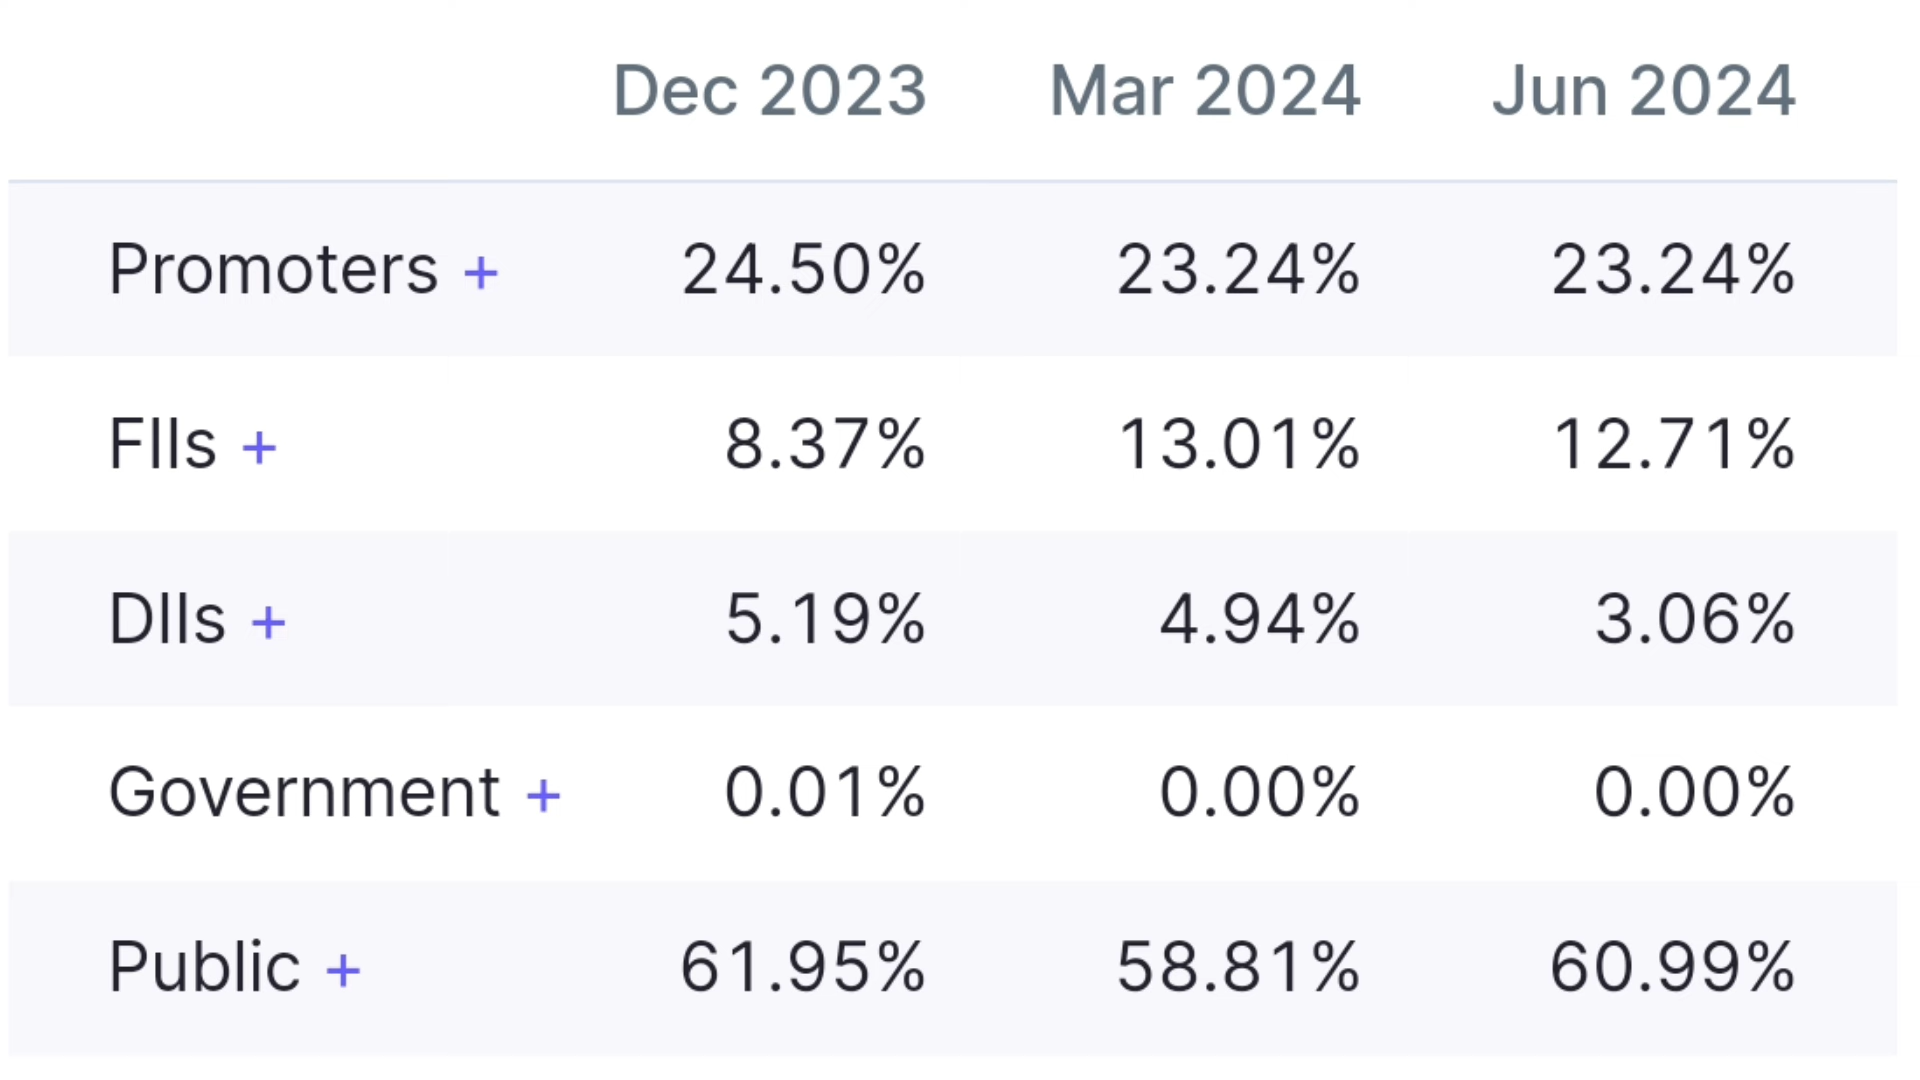 Dec 2023 Mar 2024 Jun 2024
Promoters + 24.50% 23.24% 23.24%
FIIs + 8.37% 13.01% 12.71%
DIIs + 5.19% 4.94% 3.06%
Government + 0.01% 0.00% 0.00%
Public + 61.95% 58.81% 60.99%